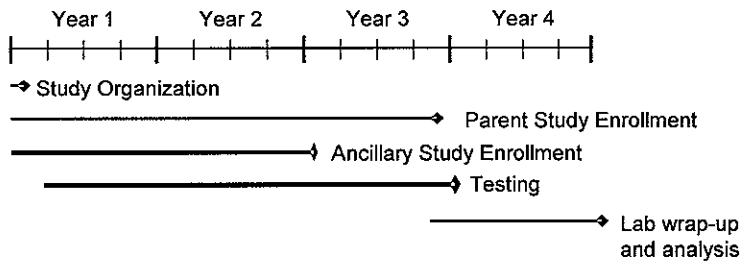 Year 1 Year 2 Year 3 Year 4
Study Organization
Parent Study Enrollment
Ancillary Study Enrollment
Testing
Lab wrap-up
and analysis